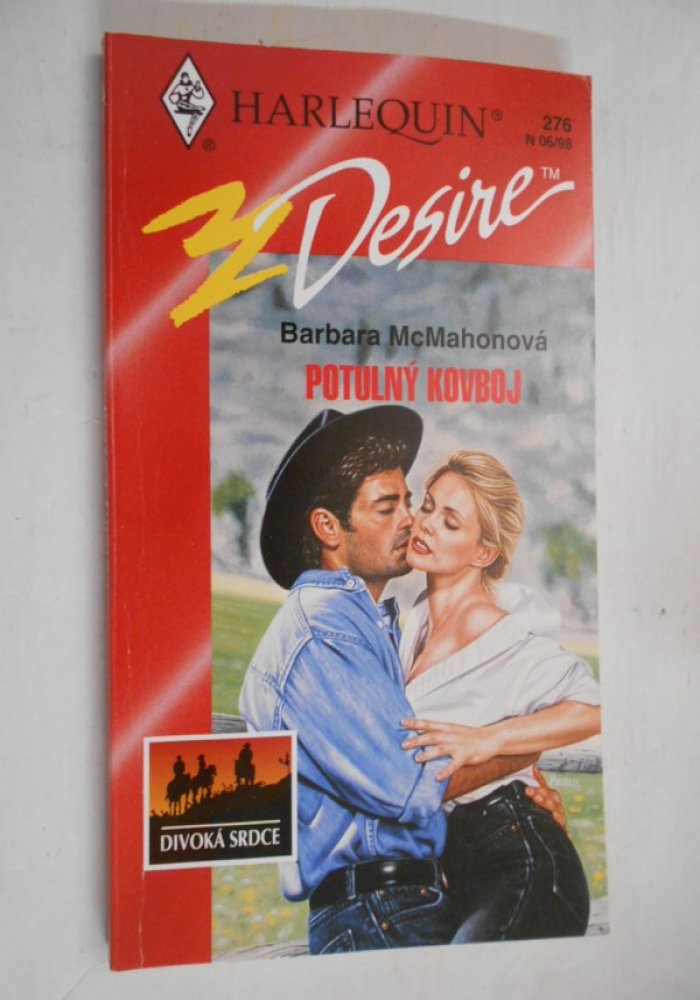 HARLEQUIN®
®
276
N 06/98
Desire™
Barbara McMahonová
POTULNÝ KOVBOJ
DIVOKÁ SRDCE